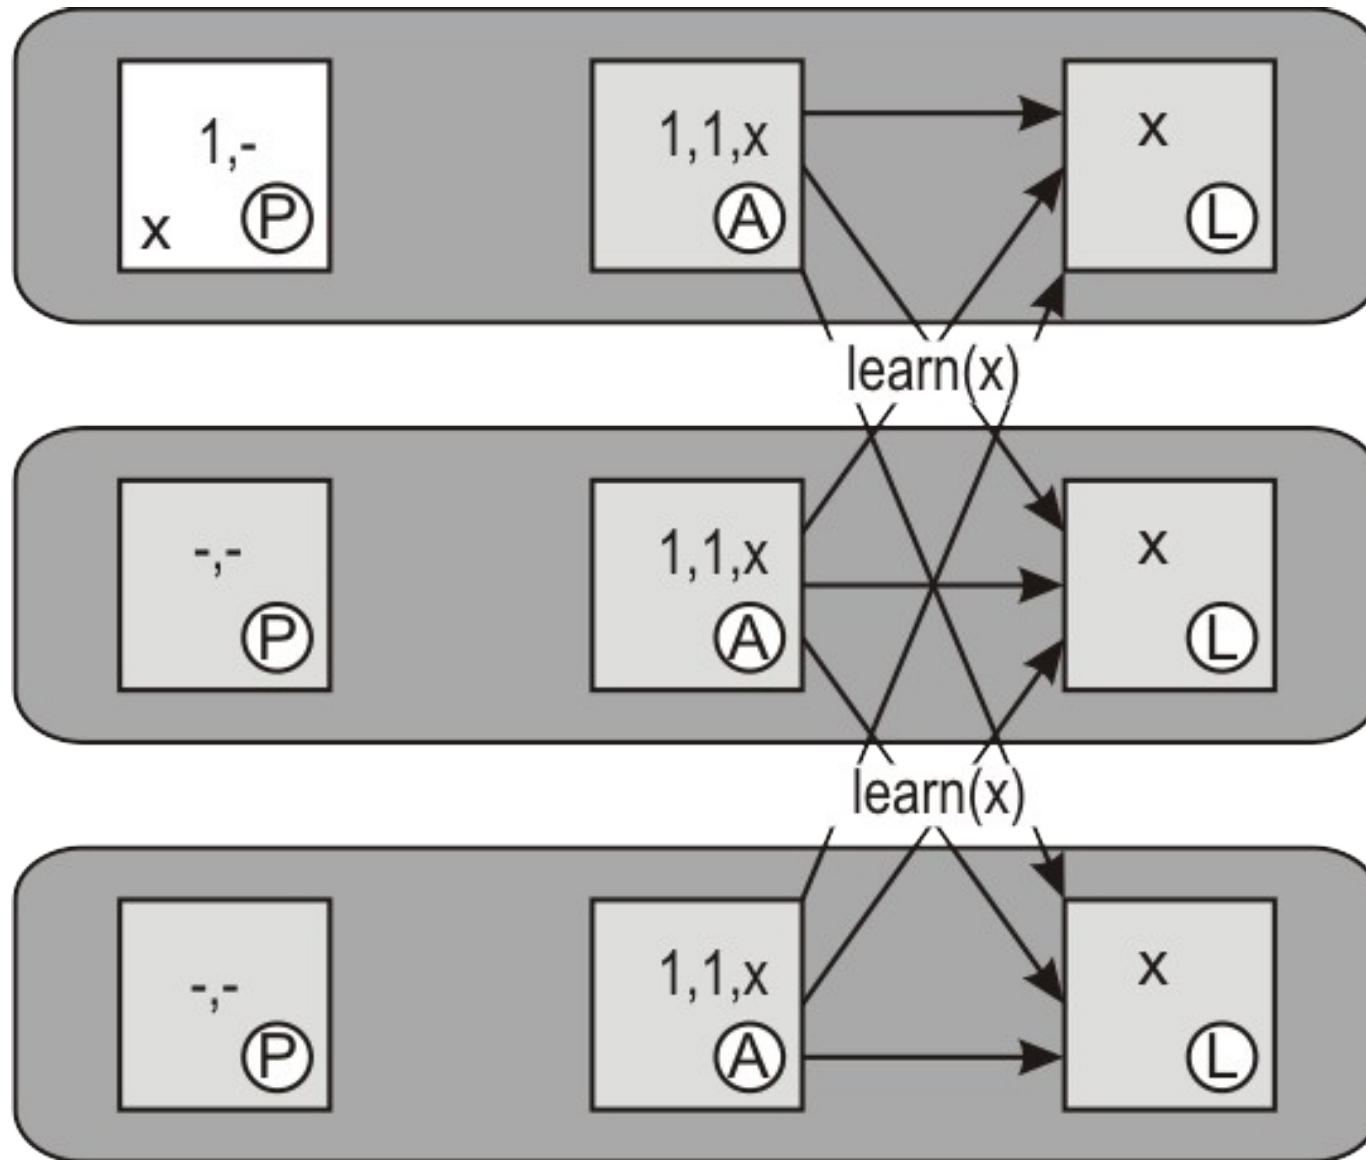 1,-
x P
1,1,x
A
x
L
learn(x)
-,-
P
1,1,x
A
x
L
learn(x)
-,-
P
1,1,x
A
x
L